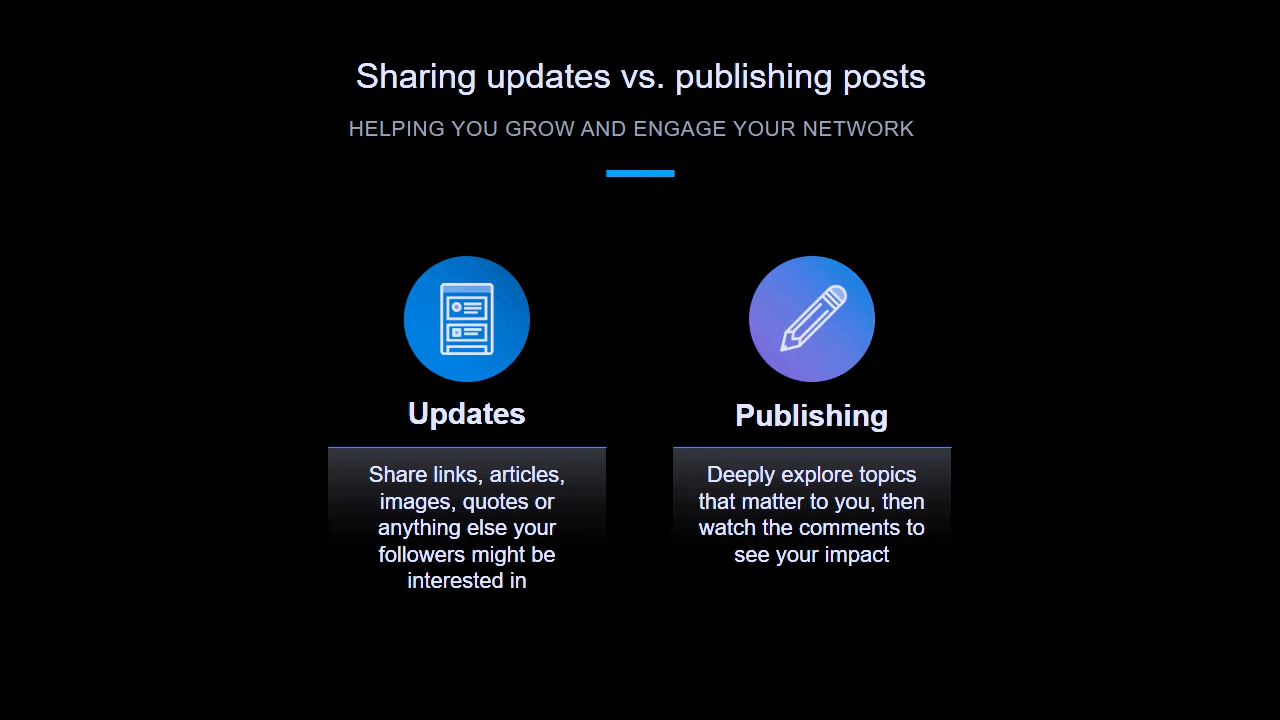 Sharing updates vs. publishing posts
HELPING YOU GROW AND ENGAGE YOUR NETWORK
Updates
Share links, articles,
images, quotes or
anything else your
followers might be
interested in
Publishing
Deeply explore topics
that matter to you, then
watch the comments to
see your impact